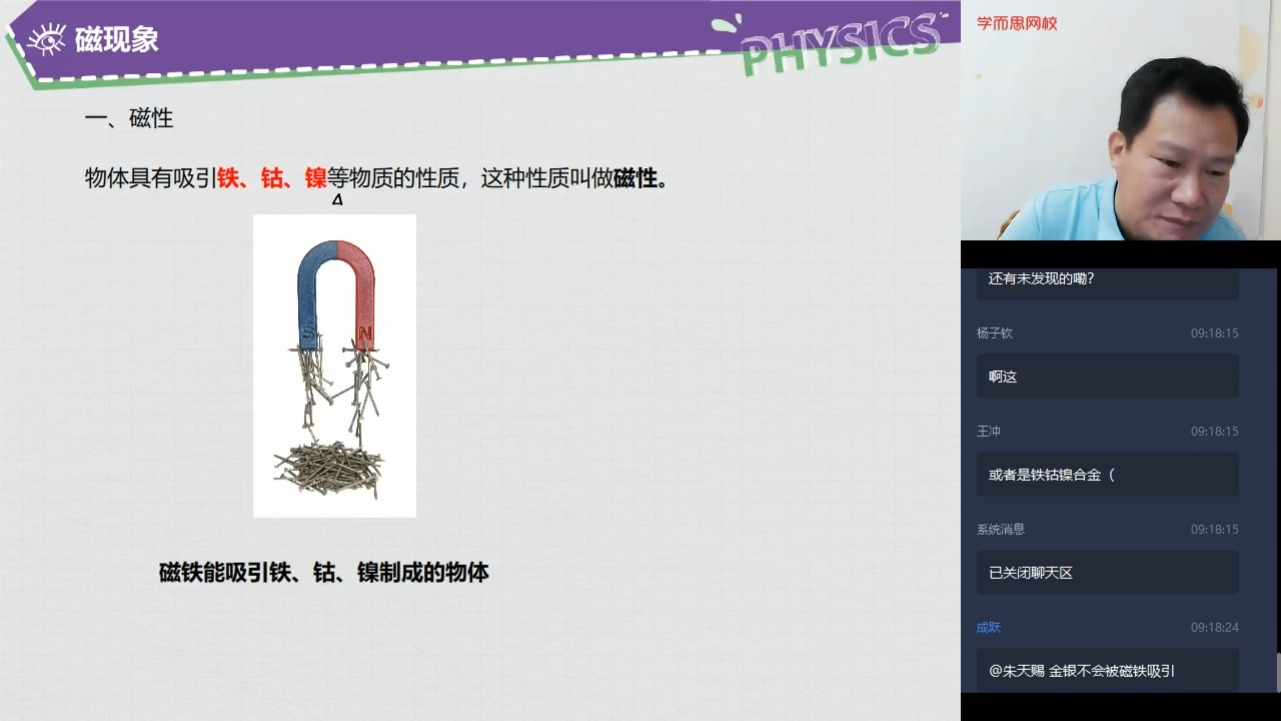 磁现象
PHYSICS
一、磁性
物体具有吸引铁、钴、镍等物质的性质，这种性质叫做磁性。
S N
磁铁能吸引铁、钴、镍制成的物体
学而思网校
还有未发现的嘞?
杨子钦 09:18:15
啊这
王冲 09:18:15
或者是铁钴镍合金（
系统消息 09:18:15
已关闭聊天区
成跃 09:18:24
@朱天赐 金银不会被磁铁吸引